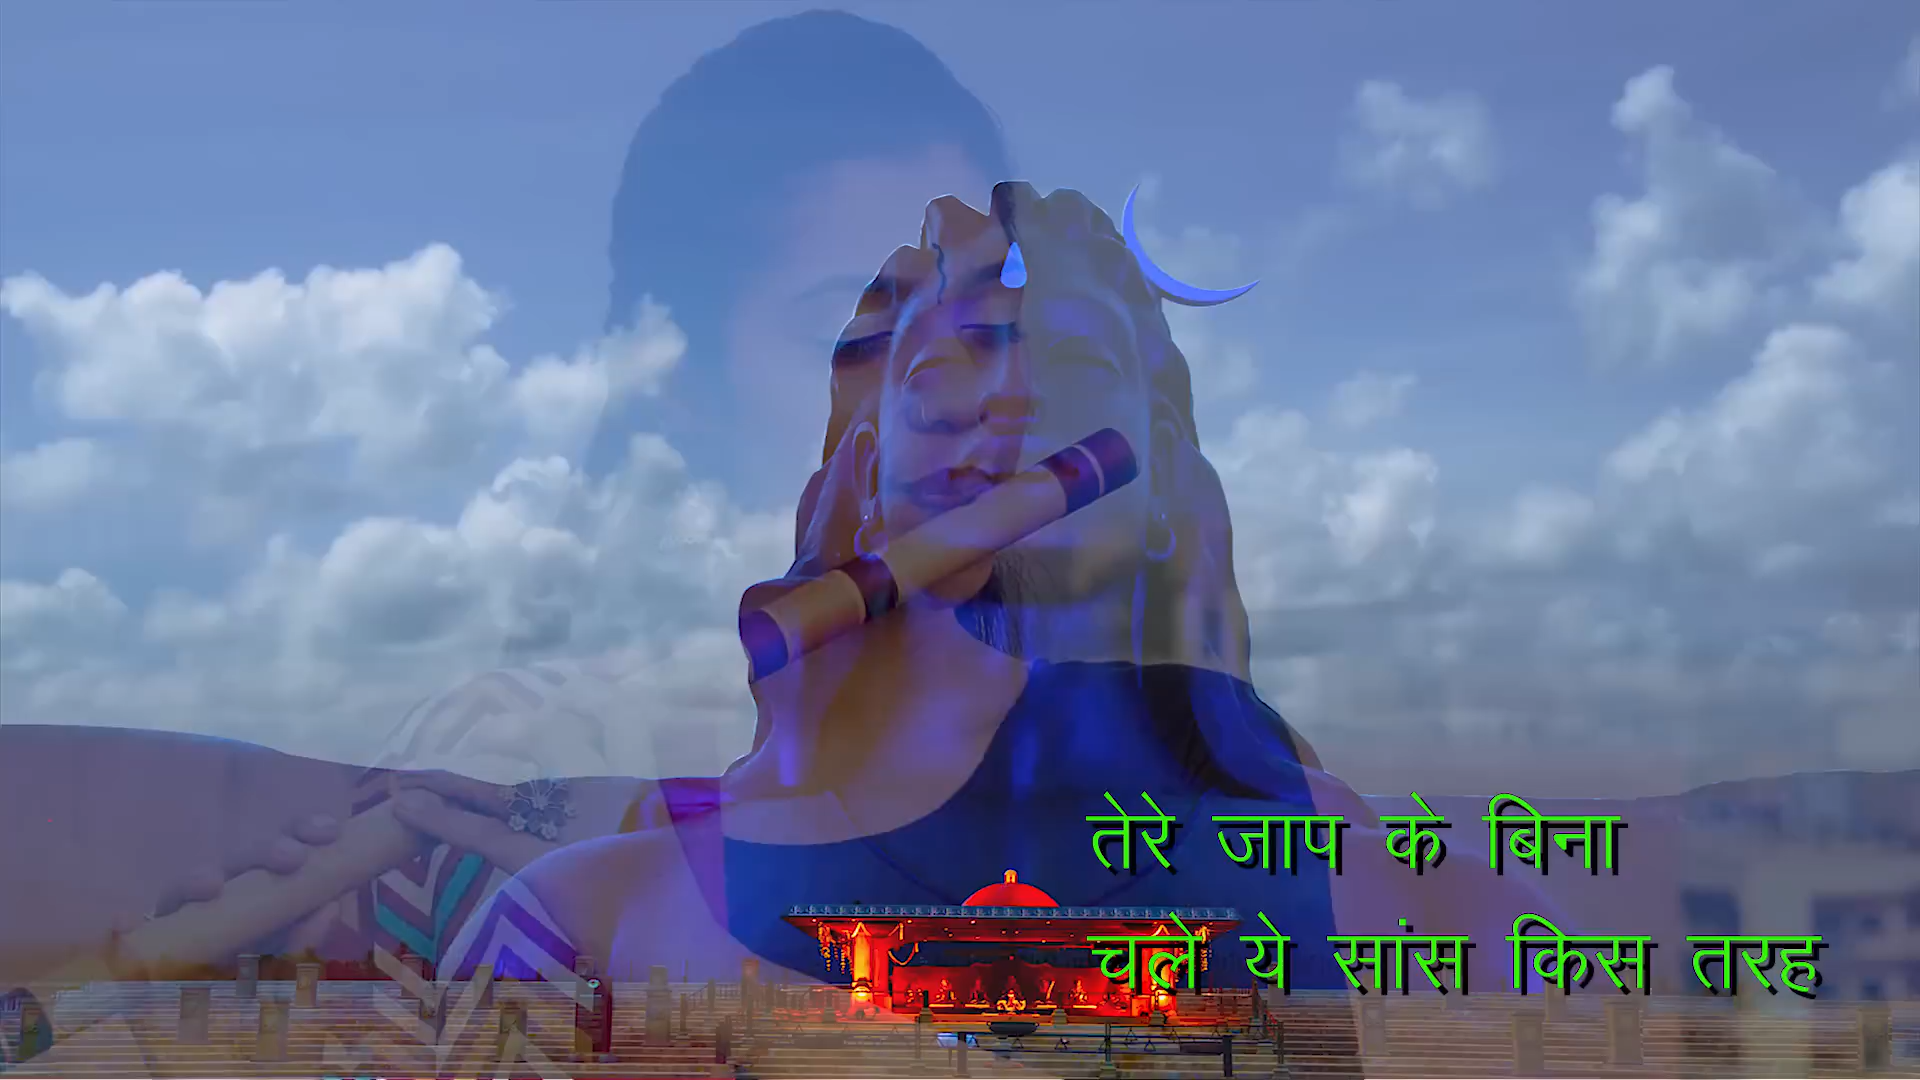 तेरे जाप के बिना
चले ये सांस किस तरह